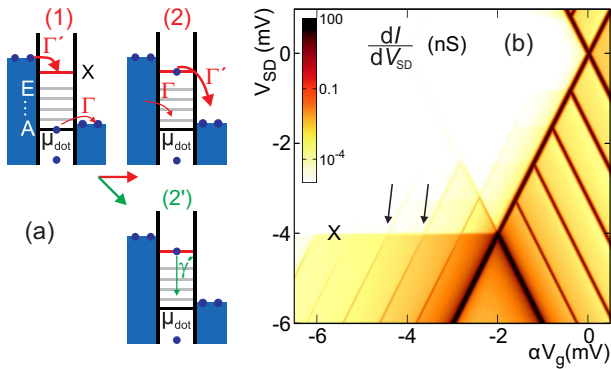 (1)
Γ´
X
E
A
Γ
μdot
(2)
Γ´
Γ
μdot
(a)
(2')
γ´
μdot
VSD (mV)
0
-2
-4
-6
100
0.1
10-4
dI
dVSD
(nS)
(b)
X
-6
-4
-2
0
αVg(mV)